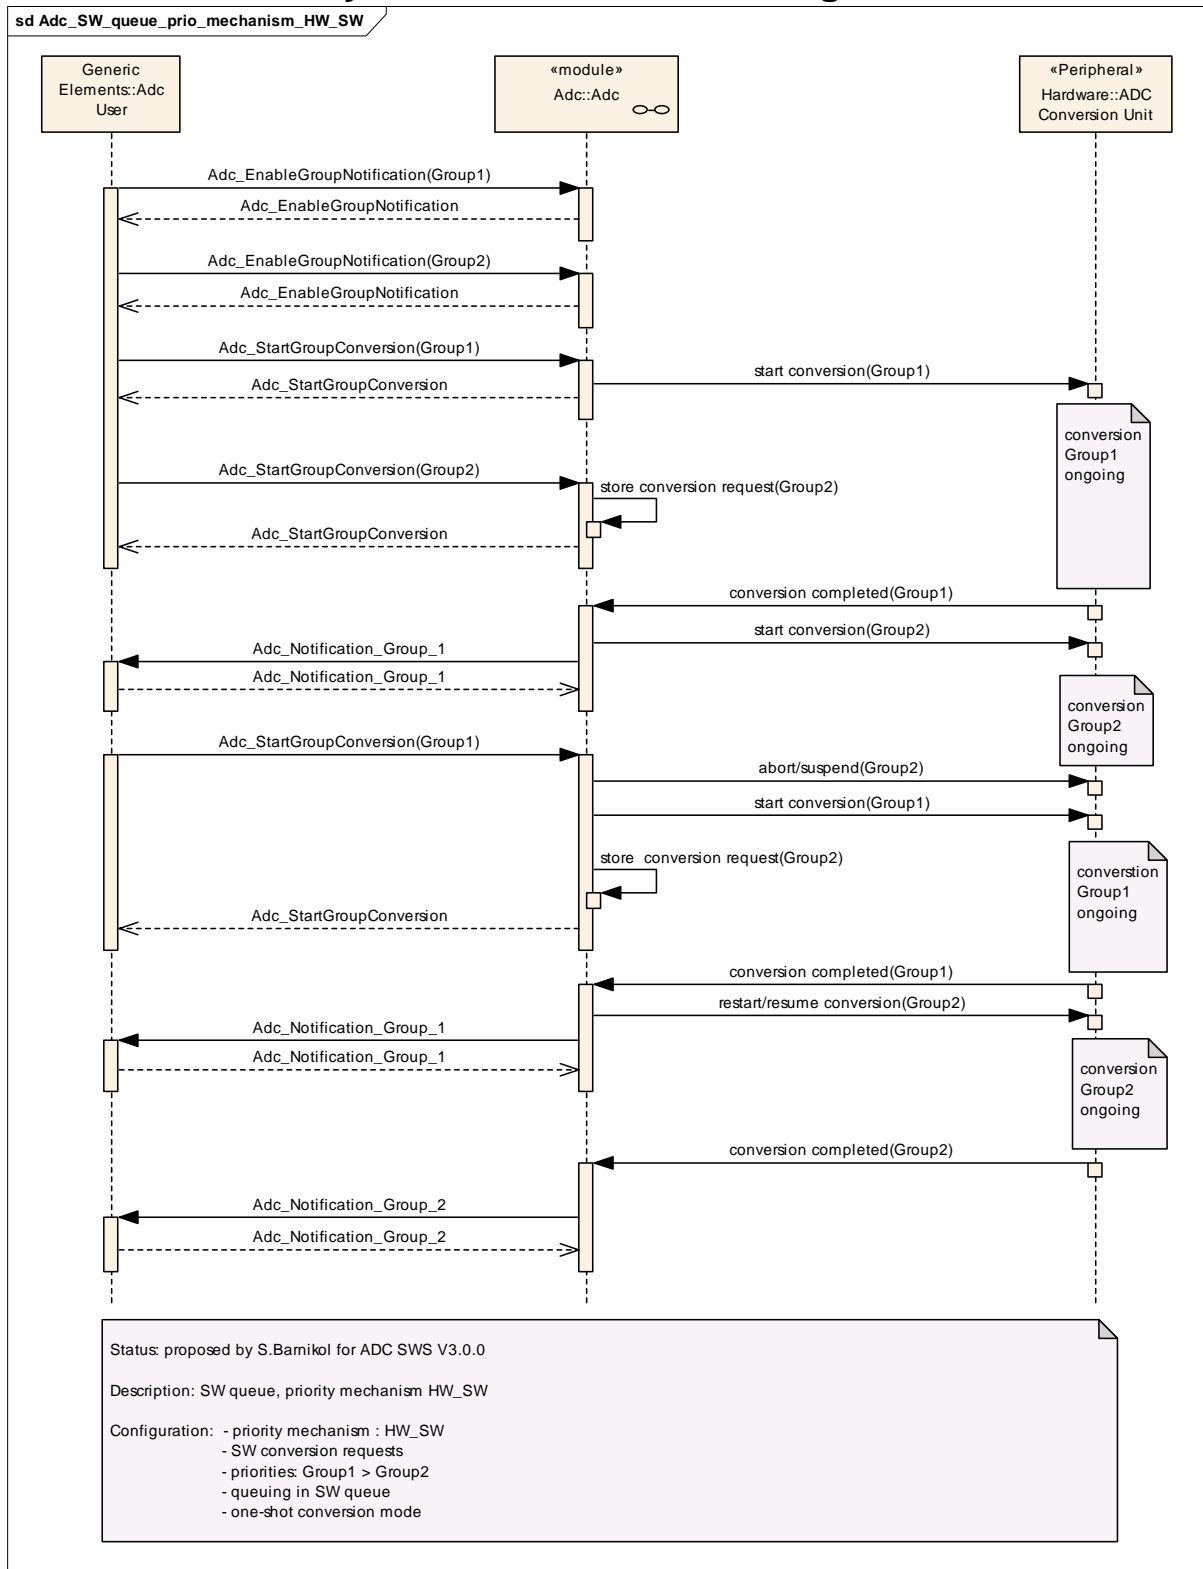 sd Adc_SW_queue_prio_mechanism_HW_SW
Generic
Elements::Adc
User
«module»
Adc::Adc
«Peripheral»
Hardware::ADC
Conversion Unit
Adc_EnableGroupNotification(Group1)
Adc_EnableGroupNotification
Adc_EnableGroupNotification(Group2)
Adc_EnableGroupNotification
Adc_StartGroupConversion(Group1)
start conversion(Group1)
Adc_StartGroupConversion
conversion
Group1
ongoing
Adc_StartGroupConversion(Group2)
store conversion request(Group2)
Adc_StartGroupConversion
conversion completed(Group1)
start conversion(Group2)
Adc_Notification_Group_1
Adc_Notification_Group_1
conversion
Group2
ongoing
Adc_StartGroupConversion(Group1)
abort/suspend(Group2)
start conversion(Group1)
store conversion request(Group2)
converstion
Group1
ongoing
Adc_StartGroupConversion
conversion completed(Group1)
restart/resume conversion(Group2)
Adc_Notification_Group_1
Adc_Notification_Group_1
conversion
Group2
ongoing
conversion completed(Group2)
Adc_Notification_Group_2
Adc_Notification_Group_2
Status: proposed by S.Barnikol for ADC SWS V3.0.0
Description: SW queue, priority mechanism HW_SW
Configuration: - priority mechanism : HW_SW
- SW conversion requests
- priorities: Group1 > Group2
- queuing in SW queue
- one-shot conversion mode